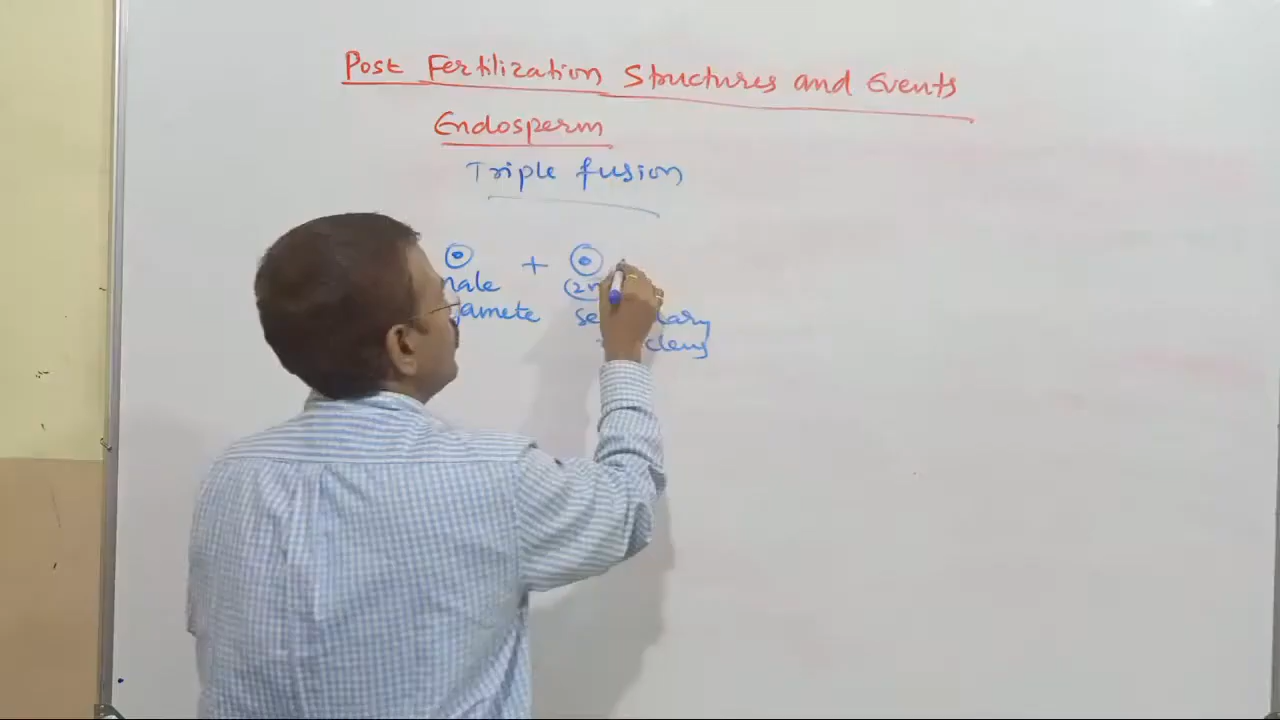 Post Fertilization Structures and Events
Endosperm
Triple fusion
+
male
gamete